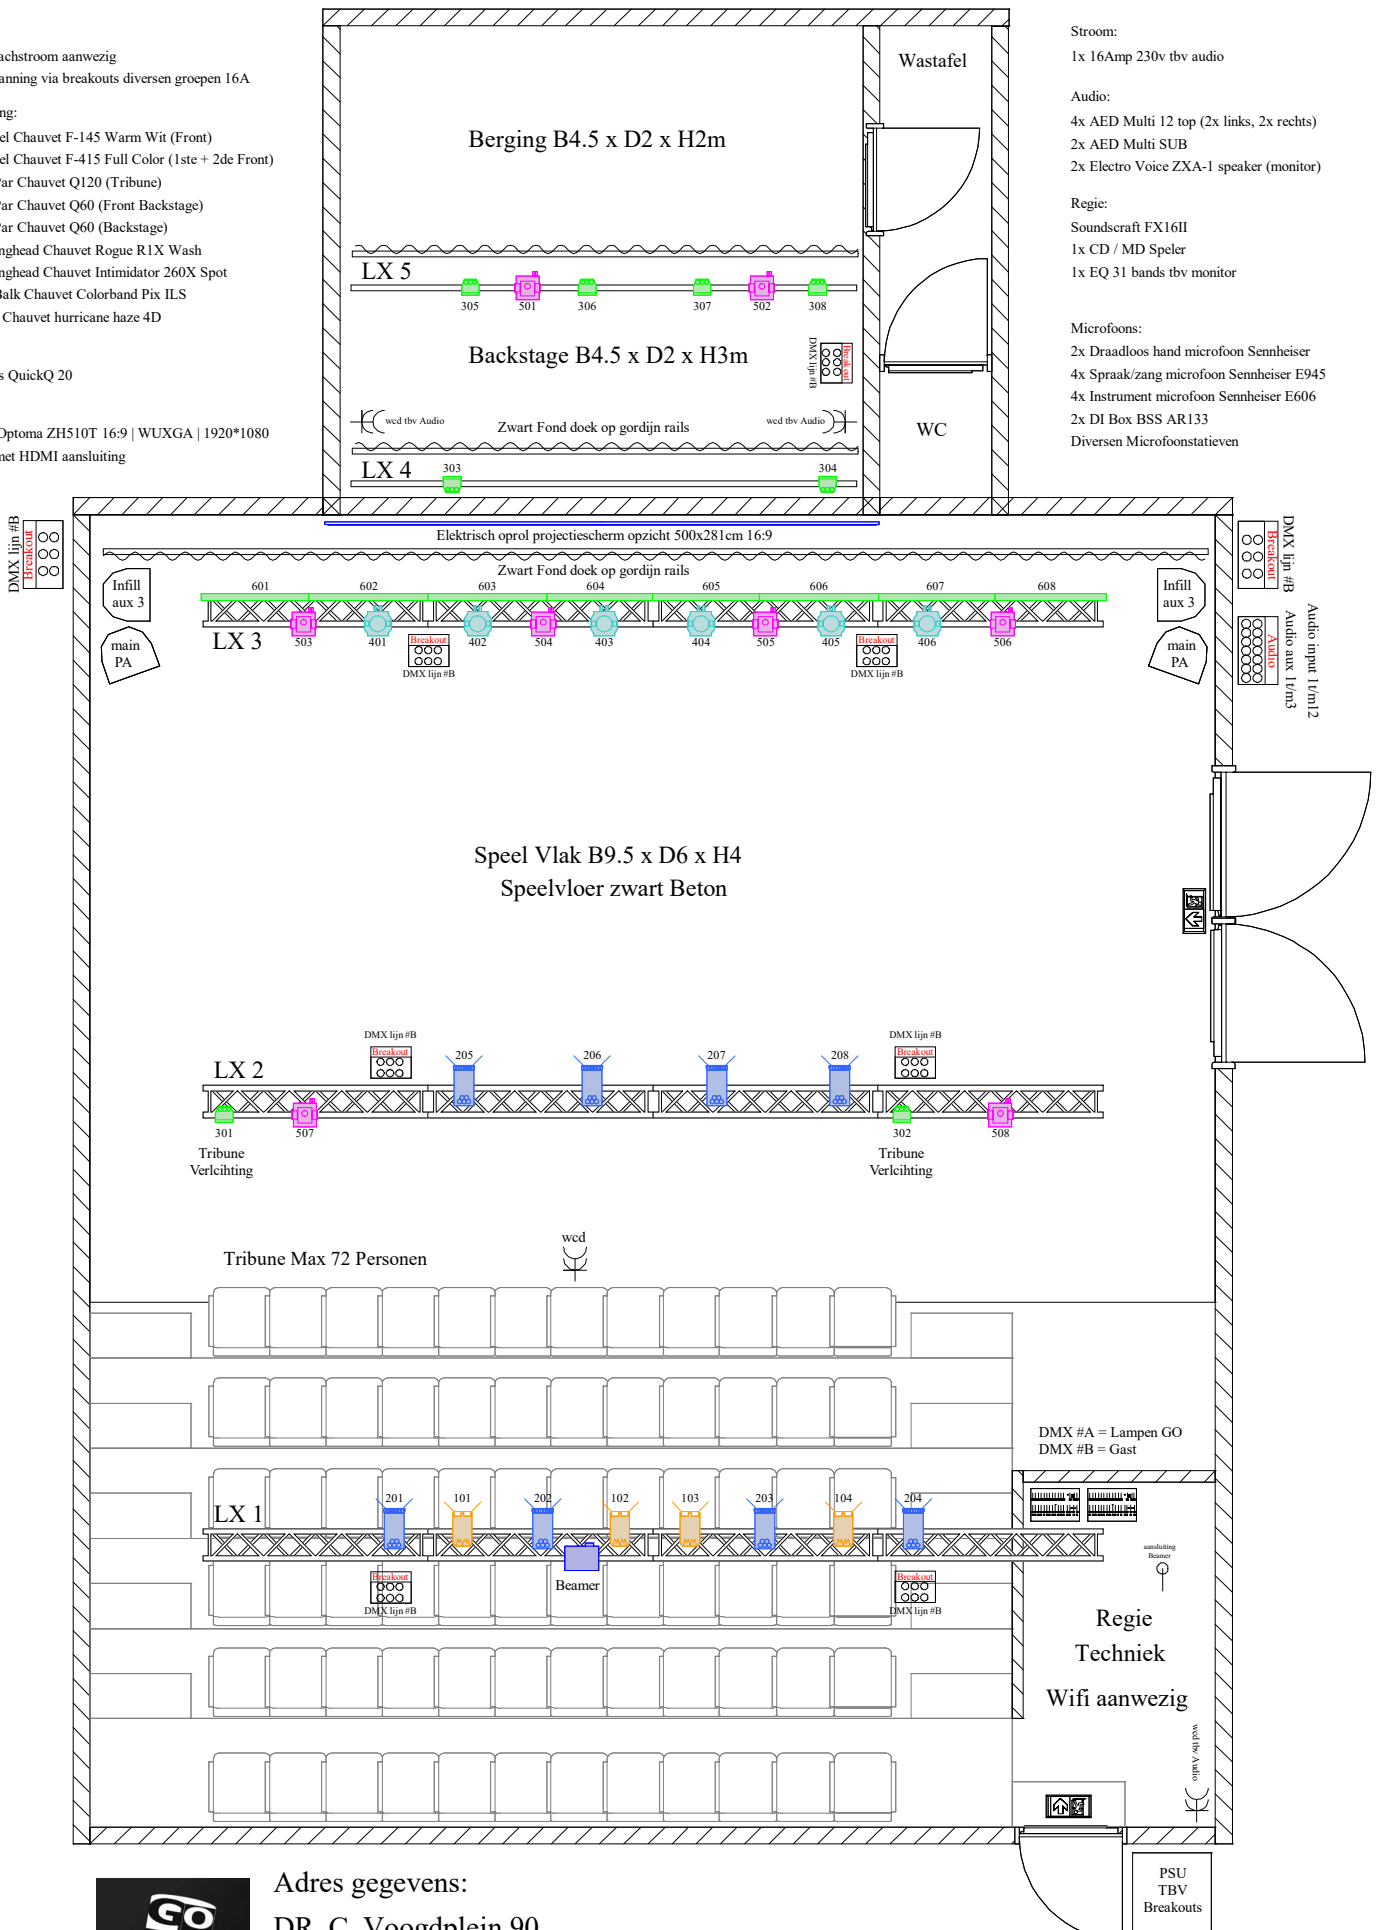 anning via breakouts diversen groepen 16A
Chauvet F-145 Warm Wit (Front)
Chauvet F-415 Full Color (1ste + 2de Front)
Chauvet Q120 (Tribune)
Chauvet Q60 (Front Backstage)
Chauvet Q60 (Backstage)
Chauvet Rogue R1X Wash
Chauvet Intimidator 260X Spot
Balk Chauvet Colorband Pix ILS
Chauvet hurricane haze 4D
QuickQ 20
Optoma ZH510T 16:9 | WUXGA | 1920*1080
HDMI aansluiting
Stroom:
1x 16Amp 230v tbv audio
Audio:
4x AED Multi 12 top (2x links, 2x rechts)
2x AED Multi SUB
2x Electro Voice ZXA-1 speaker (monitor)
Regie:
Soundscraft FX16II
1x CD / MD Speler
1x EQ 31 bands tbv monitor
Microfoons:
2x Draadloos hand microfoon Sennheiser
4x Spraak/zang microfoon Sennheiser E945
4x Instrument microfoon Sennheiser E606
2x DI Box BSS AR133
Diversen Microfoonstatieven
Wastafel
Berging B4.5 x D2 x H2m
LX 5
305
501
306
307
502
308
Backstage B4.5 x D2 x H3m
DMX lijn #B
Breakout
wcd tbv Audio
Zwart Fond doek op gordijn rails
wcd tbv Audio
WC
LX 4
303
304
DMX lijn #B
Breakout
Elektrisch oprol projectiescherm opzicht 500x281cm 16:9
Breakout
DMX lijn #B
Zwart Fond doek op gordijn rails
Infill
aux 3
Infill
aux 3
601
602
603
604
605
606
607
608
LX 3
503
401
402
504
403
404
505
405
406
506
main
PA
main
PA
Breakout
DMX lijn #B
Breakout
DMX lijn #B
Audio
Audio aux 1t/m3
Audio input 1t/m12
Speel Vlak B9.5 x D6 x H4
Speelvloer zwart Beton
DMX lijn #B
Breakout
DMX lijn #B
Breakout
LX 2
205
206
207
208
301
507
302
508
Tribune
Verlcihting
Tribune
Verlcihting
wcd
Tribune Max 72 Personen
DMX #A = Lampen GO
DMX #B = Gast
LX 1
201
101
202
102
103
203
104
204
Beamer
Breakout
DMX lijn #B
Breakout
DMX lijn #B
aansluiting
Beamer
Regie
Techniek
Wifi aanwezig
wcd tbv Audio
PSU
TBV
Breakouts
GO
Adres gegevens:
DR. C. Voogdplein 90